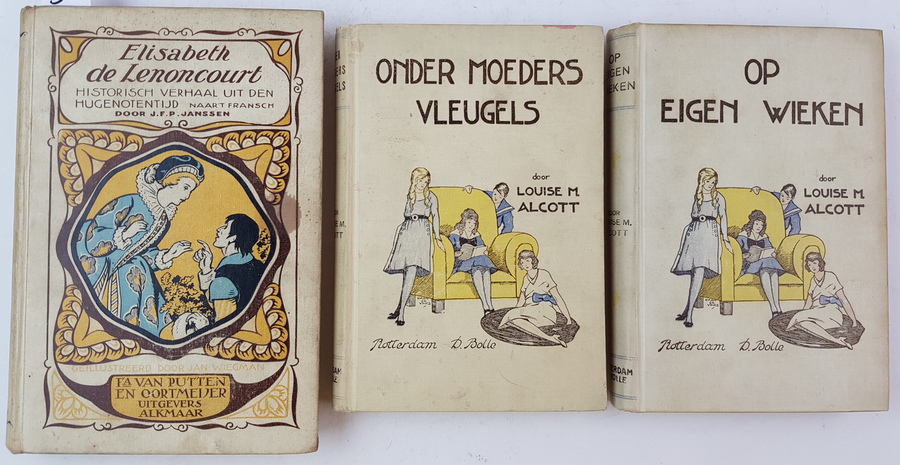 Elisabeth
de Lenoncourt
HISTORISCH VERHAAL UIT DEN
HUGENOTENTIJD NAAR 'T FRANSCH
DOOR J.F.P. JANSSEN
GEÏLLUSTREERD DOOR JAN WIEGMAN
FA VAN PUTTEN
EN OORTMEIJER
UITGEVERS
ALKMAAR
ONDER MOEDERS
VLEUGELS
door
LOUISE M.
ALCOTT
Rotterdam D. Bolle
OP
EIGEN WIEKEN
door
LOUISE M.
ALCOTT
Rotterdam D. Bolle